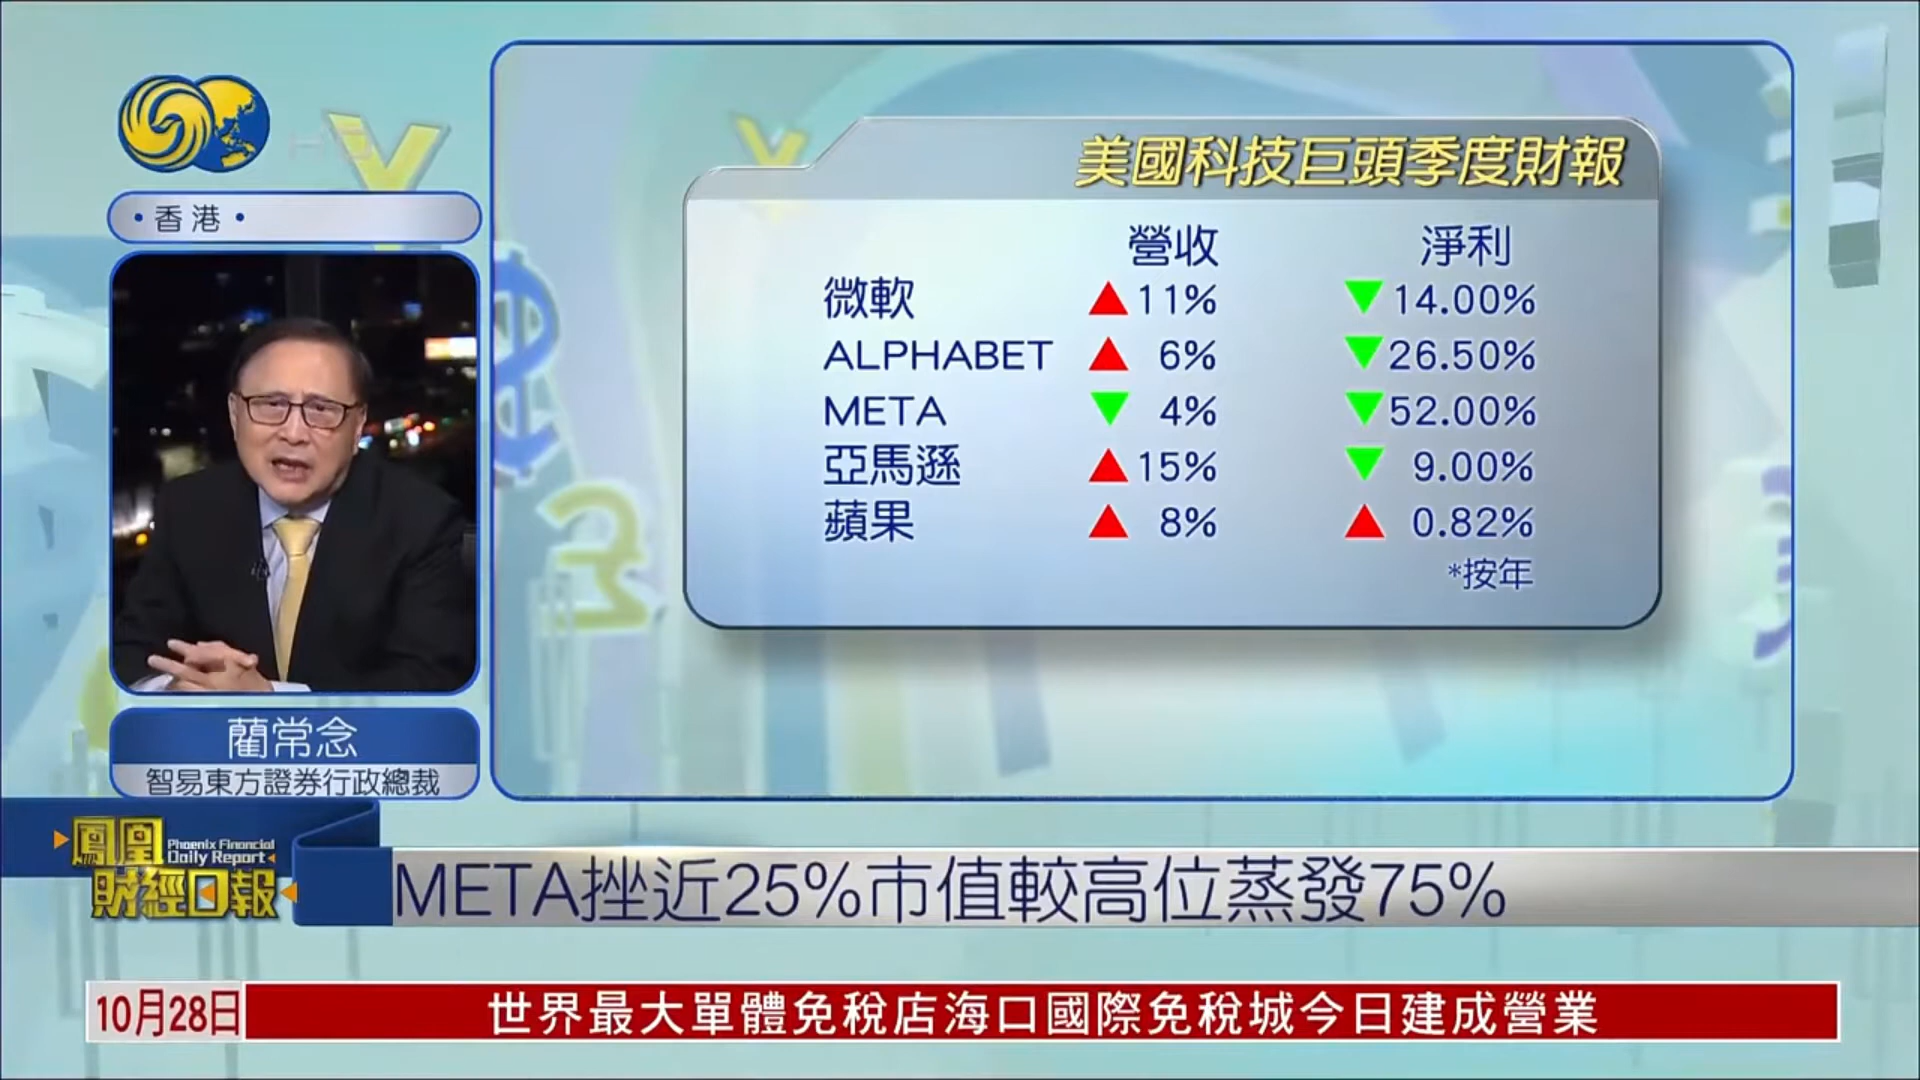 HD
·香港·
美國科技巨頭季度財報
營收 淨利
微軟 ▲11% ▼14.00%
ALPHABET ▲ 6% ▼26.50%
META ▼ 4% ▼52.00%
亞馬遜 ▲15% ▼ 9.00%
蘋果 ▲ 8% ▲ 0.82%
*按年
藺常念
智易東方證券行政總裁
鳳凰
Phoenix Financial
Daily Report
財經日報
META挫近25%市值較高位蒸發75%
10月28日
世界最大單體免稅店海口國際免稅城今日建成營業